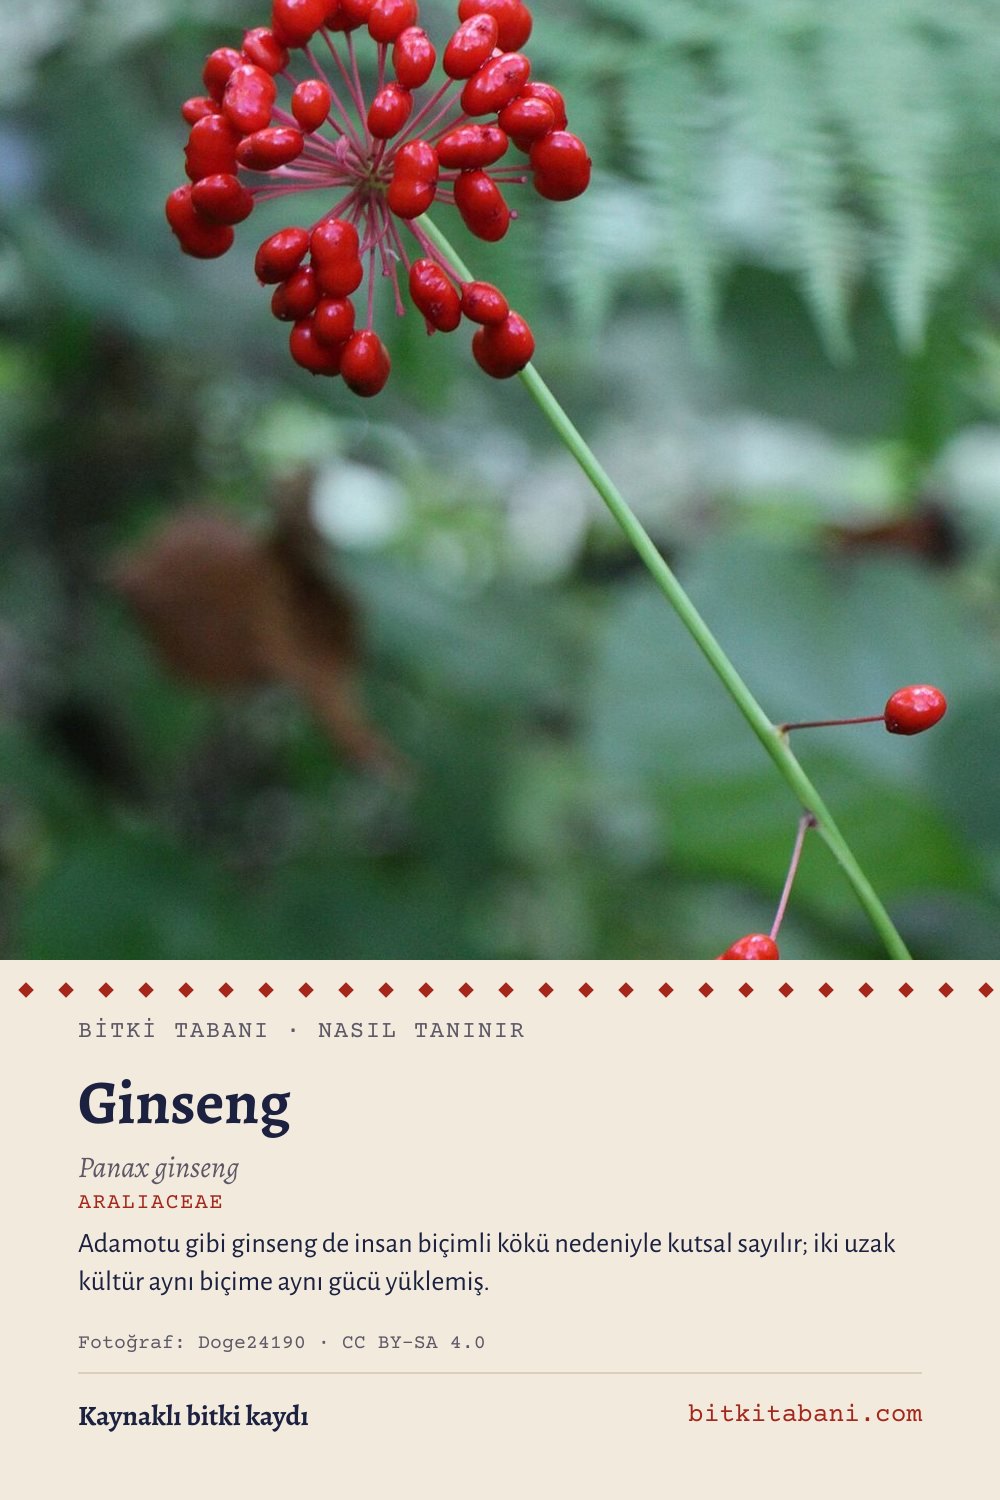 BİTKİ TABANI · NASIL TANINIR
Ginseng
Panax ginseng
ARALIACEAE
Adamotu gibi ginseng de insan biçimli kökü nedeniyle kutsal sayılır; iki uzak
kültür aynı biçime aynı gücü yüklemiş.
Fotoğraf: Doge24190 · CC BY-SA 4.0
Kaynaklı bitki kaydı
bitkitabani.com